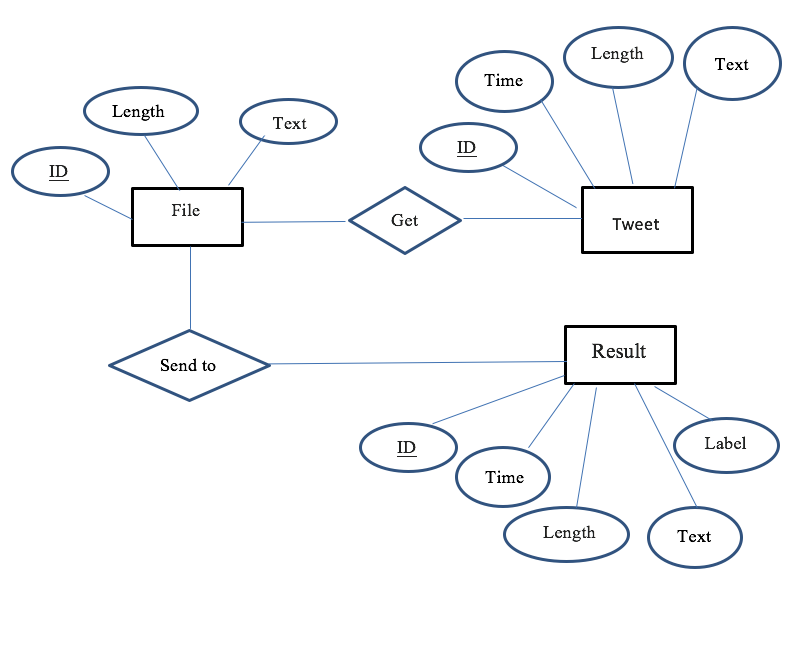 Length
Text
Time
Length
Text
ID
ID
File
Get
Tweet
Send to
Result
ID
Time
Label
Length
Text